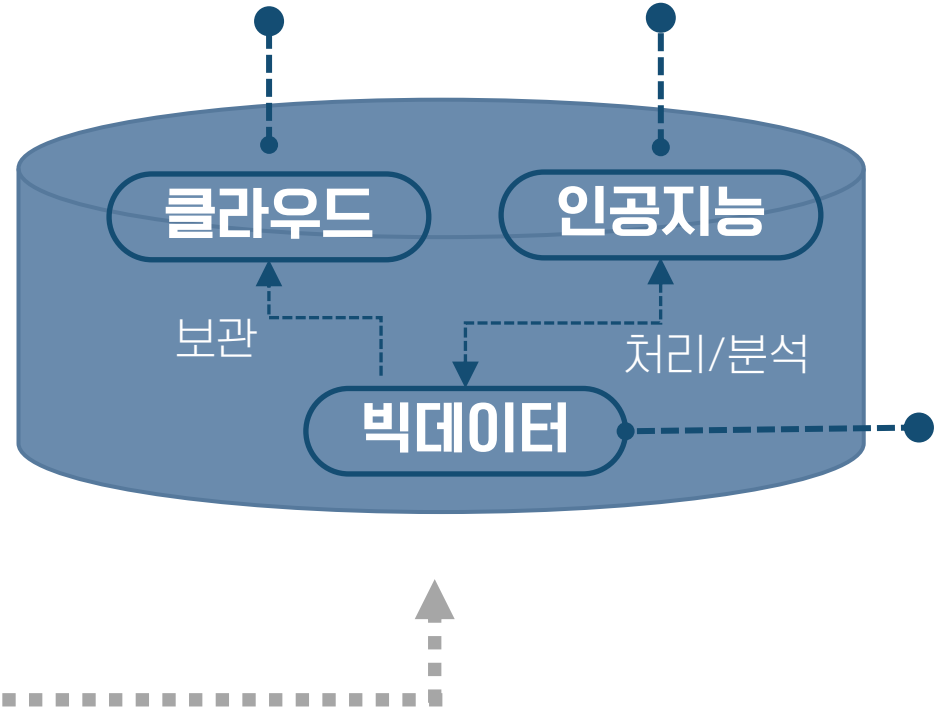 클라우드
인공지능
보관
처리/분석
빅데이터